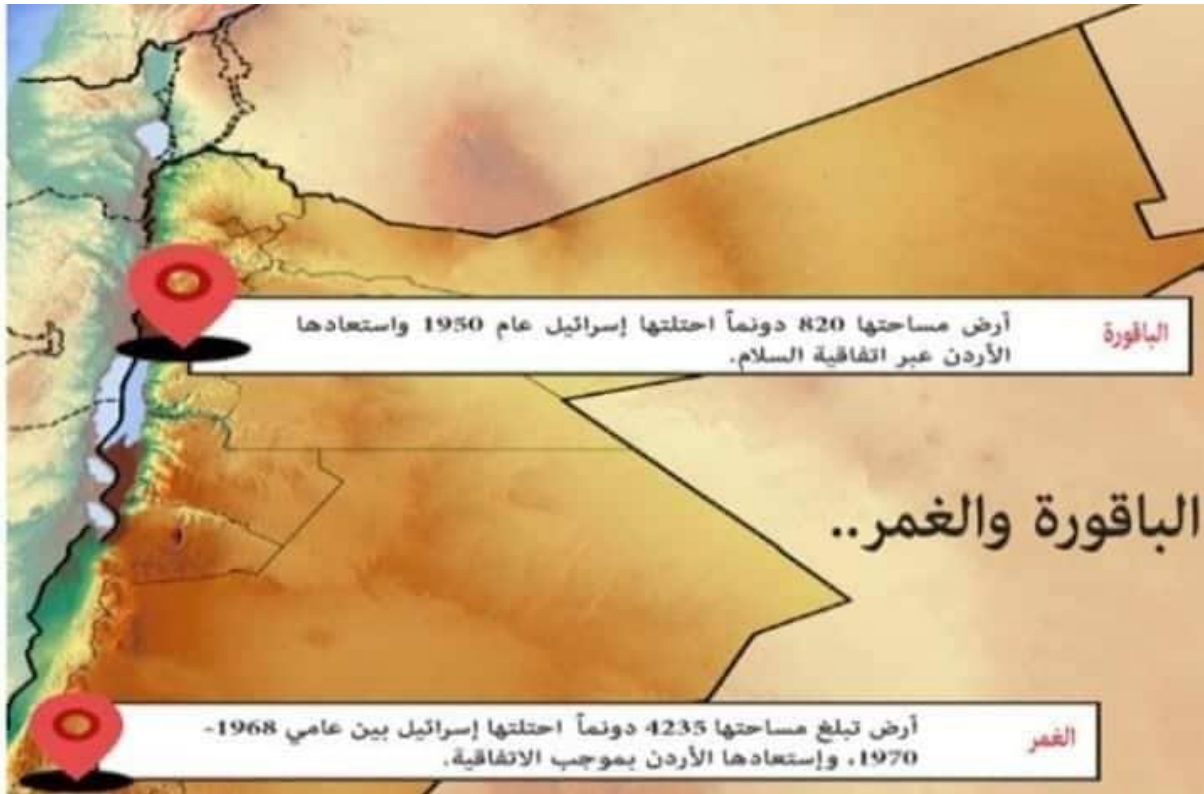 الباقورة
أرض مساحتها 820 دونماً احتلتها إسرائيل عام 1950 واستعادها
الأردن عبر اتفاقية السلام.
الباقورة والغمر..
الغمر
أرض تبلغ مساحتها 4235 دونماً احتلتها إسرائيل بين عامي 1968-
1970، وإستعادها الأردن بموجب الاتفاقية.